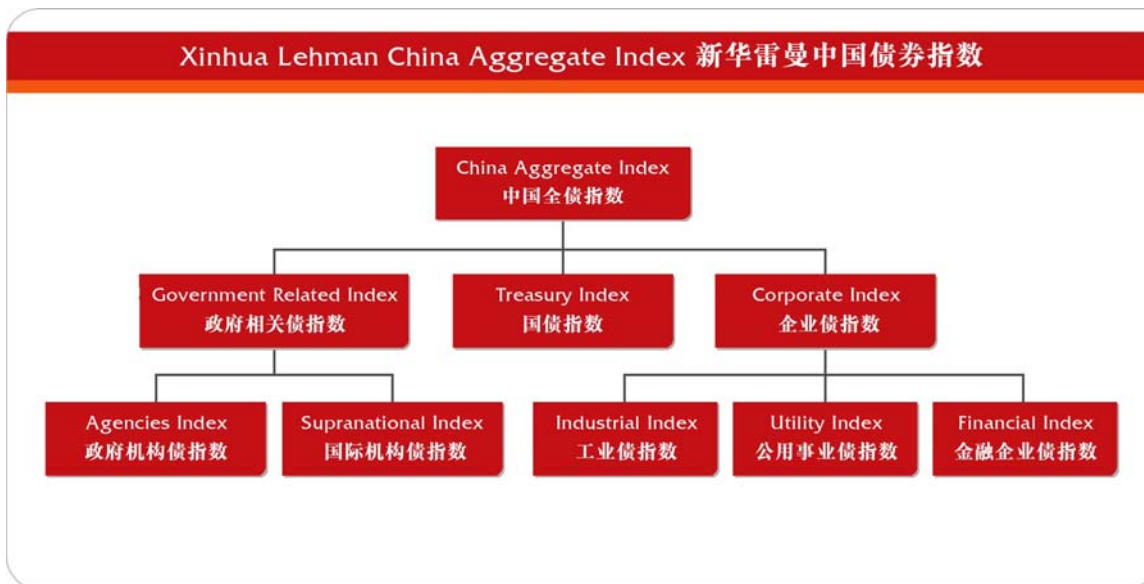 Xinhua Lehman China Aggregate Index 新华雷曼中国债券指数
China Aggregate Index
中国全债指数
Government Related Index
政府相关债指数
Treasury Index
国债指数
Corporate Index
企业债指数
Agencies Index
政府机构债指数
Supranational Index
国际机构债指数
Industrial Index
工业债指数
Utility Index
公用事业债指数
Financial Index
金融企业债指数